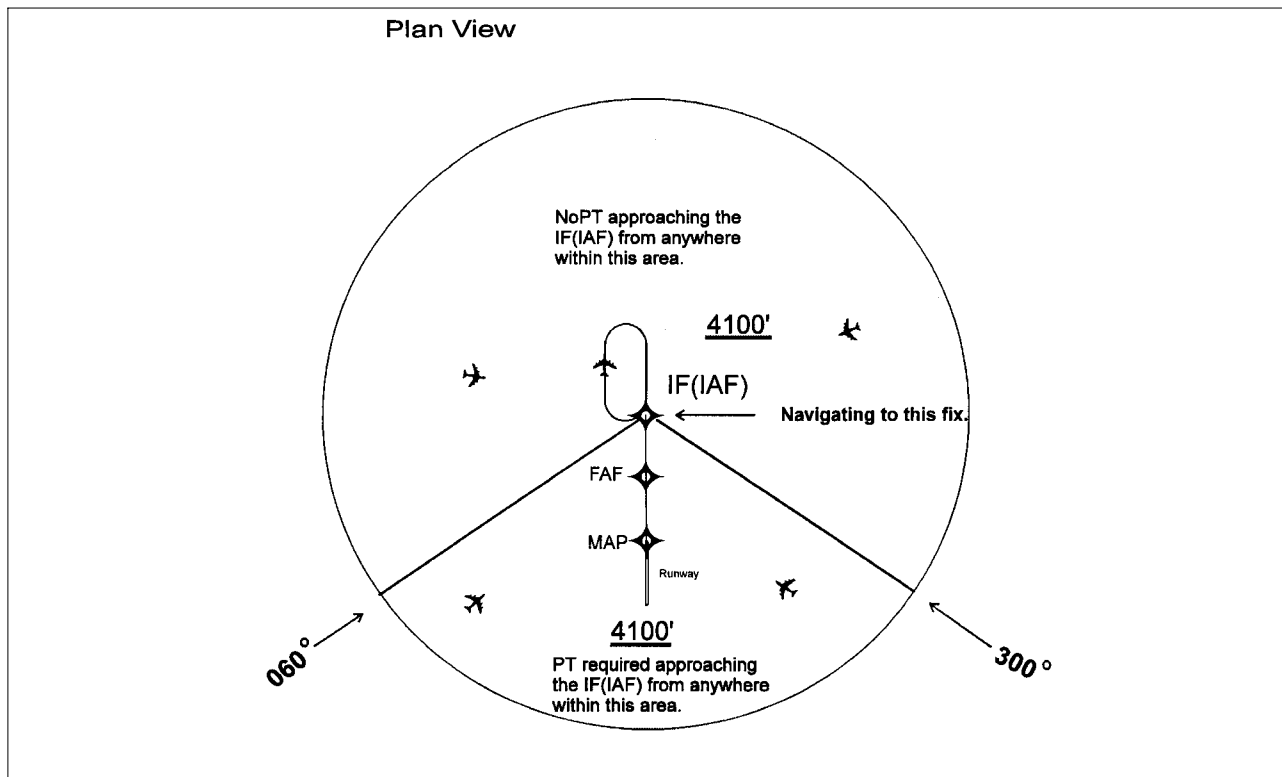 Plan View
NoPT approaching the
IF(IAF) from anywhere
within this area.
4100'
IF(IAF)
Navigating to this fix.
FAF
MAP
Runway
4100'
PT required approaching
the IF(IAF) from anywhere
within this area.
060°
300°